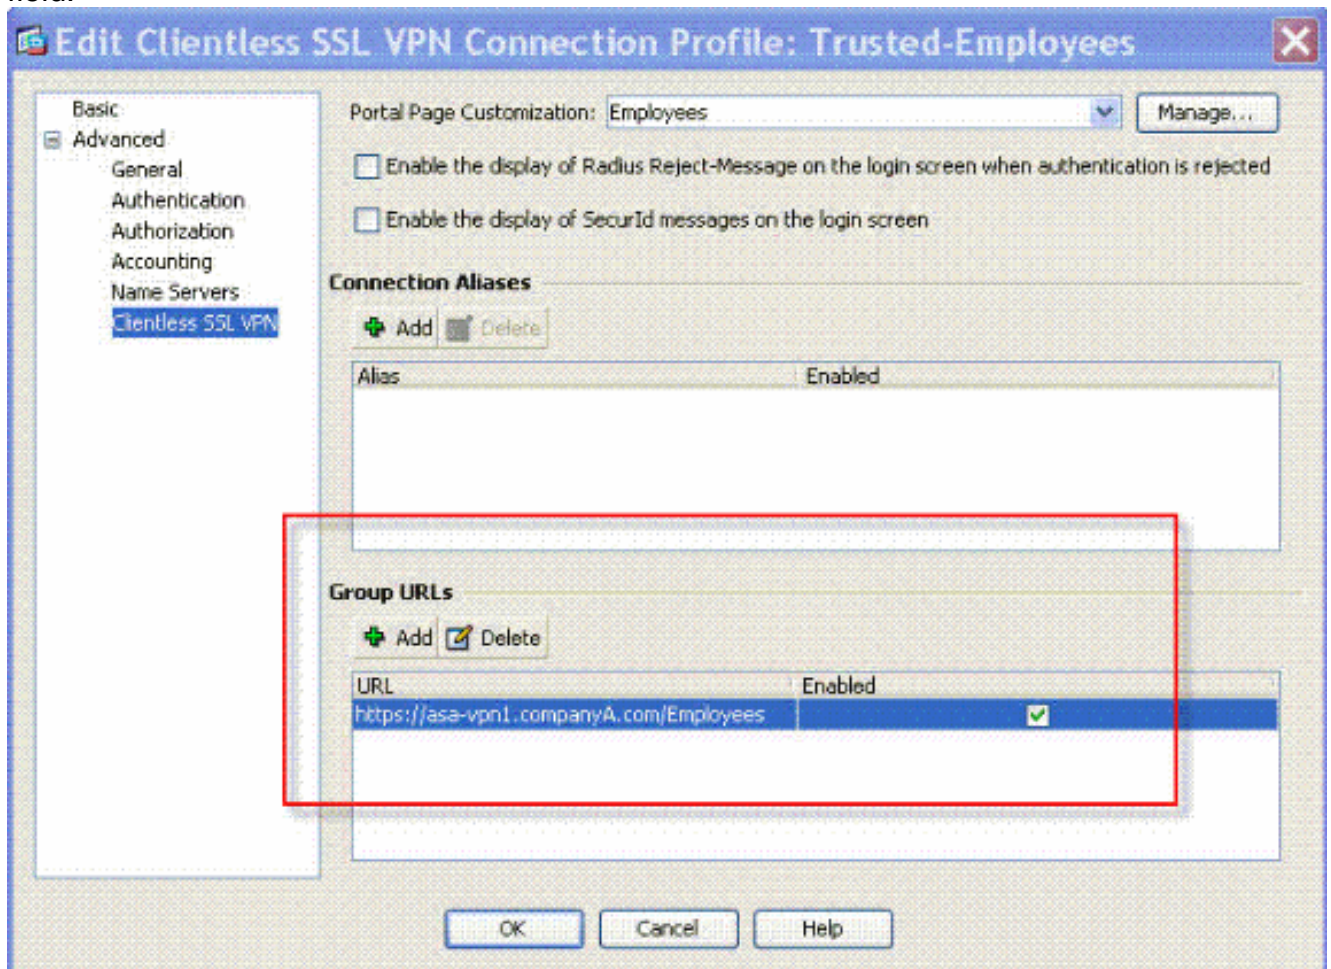 Edit Clientless SSL VPN Connection Profile: Trusted-Employees
Basic
Advanced
General
Authentication
Authorization
Accounting
Name Servers
Clientless SSL VPN
Portal Page Customization: Employees Manage...
Enable the display of Radius Reject-Message on the login screen when authentication is rejected
Enable the display of SecurId messages on the login screen
Connection Aliases
Add Delete
Alias Enabled
Group URLs
Add Delete
URL Enabled
https://asa-vpn1.companyA.com/Employees
OK Cancel Help